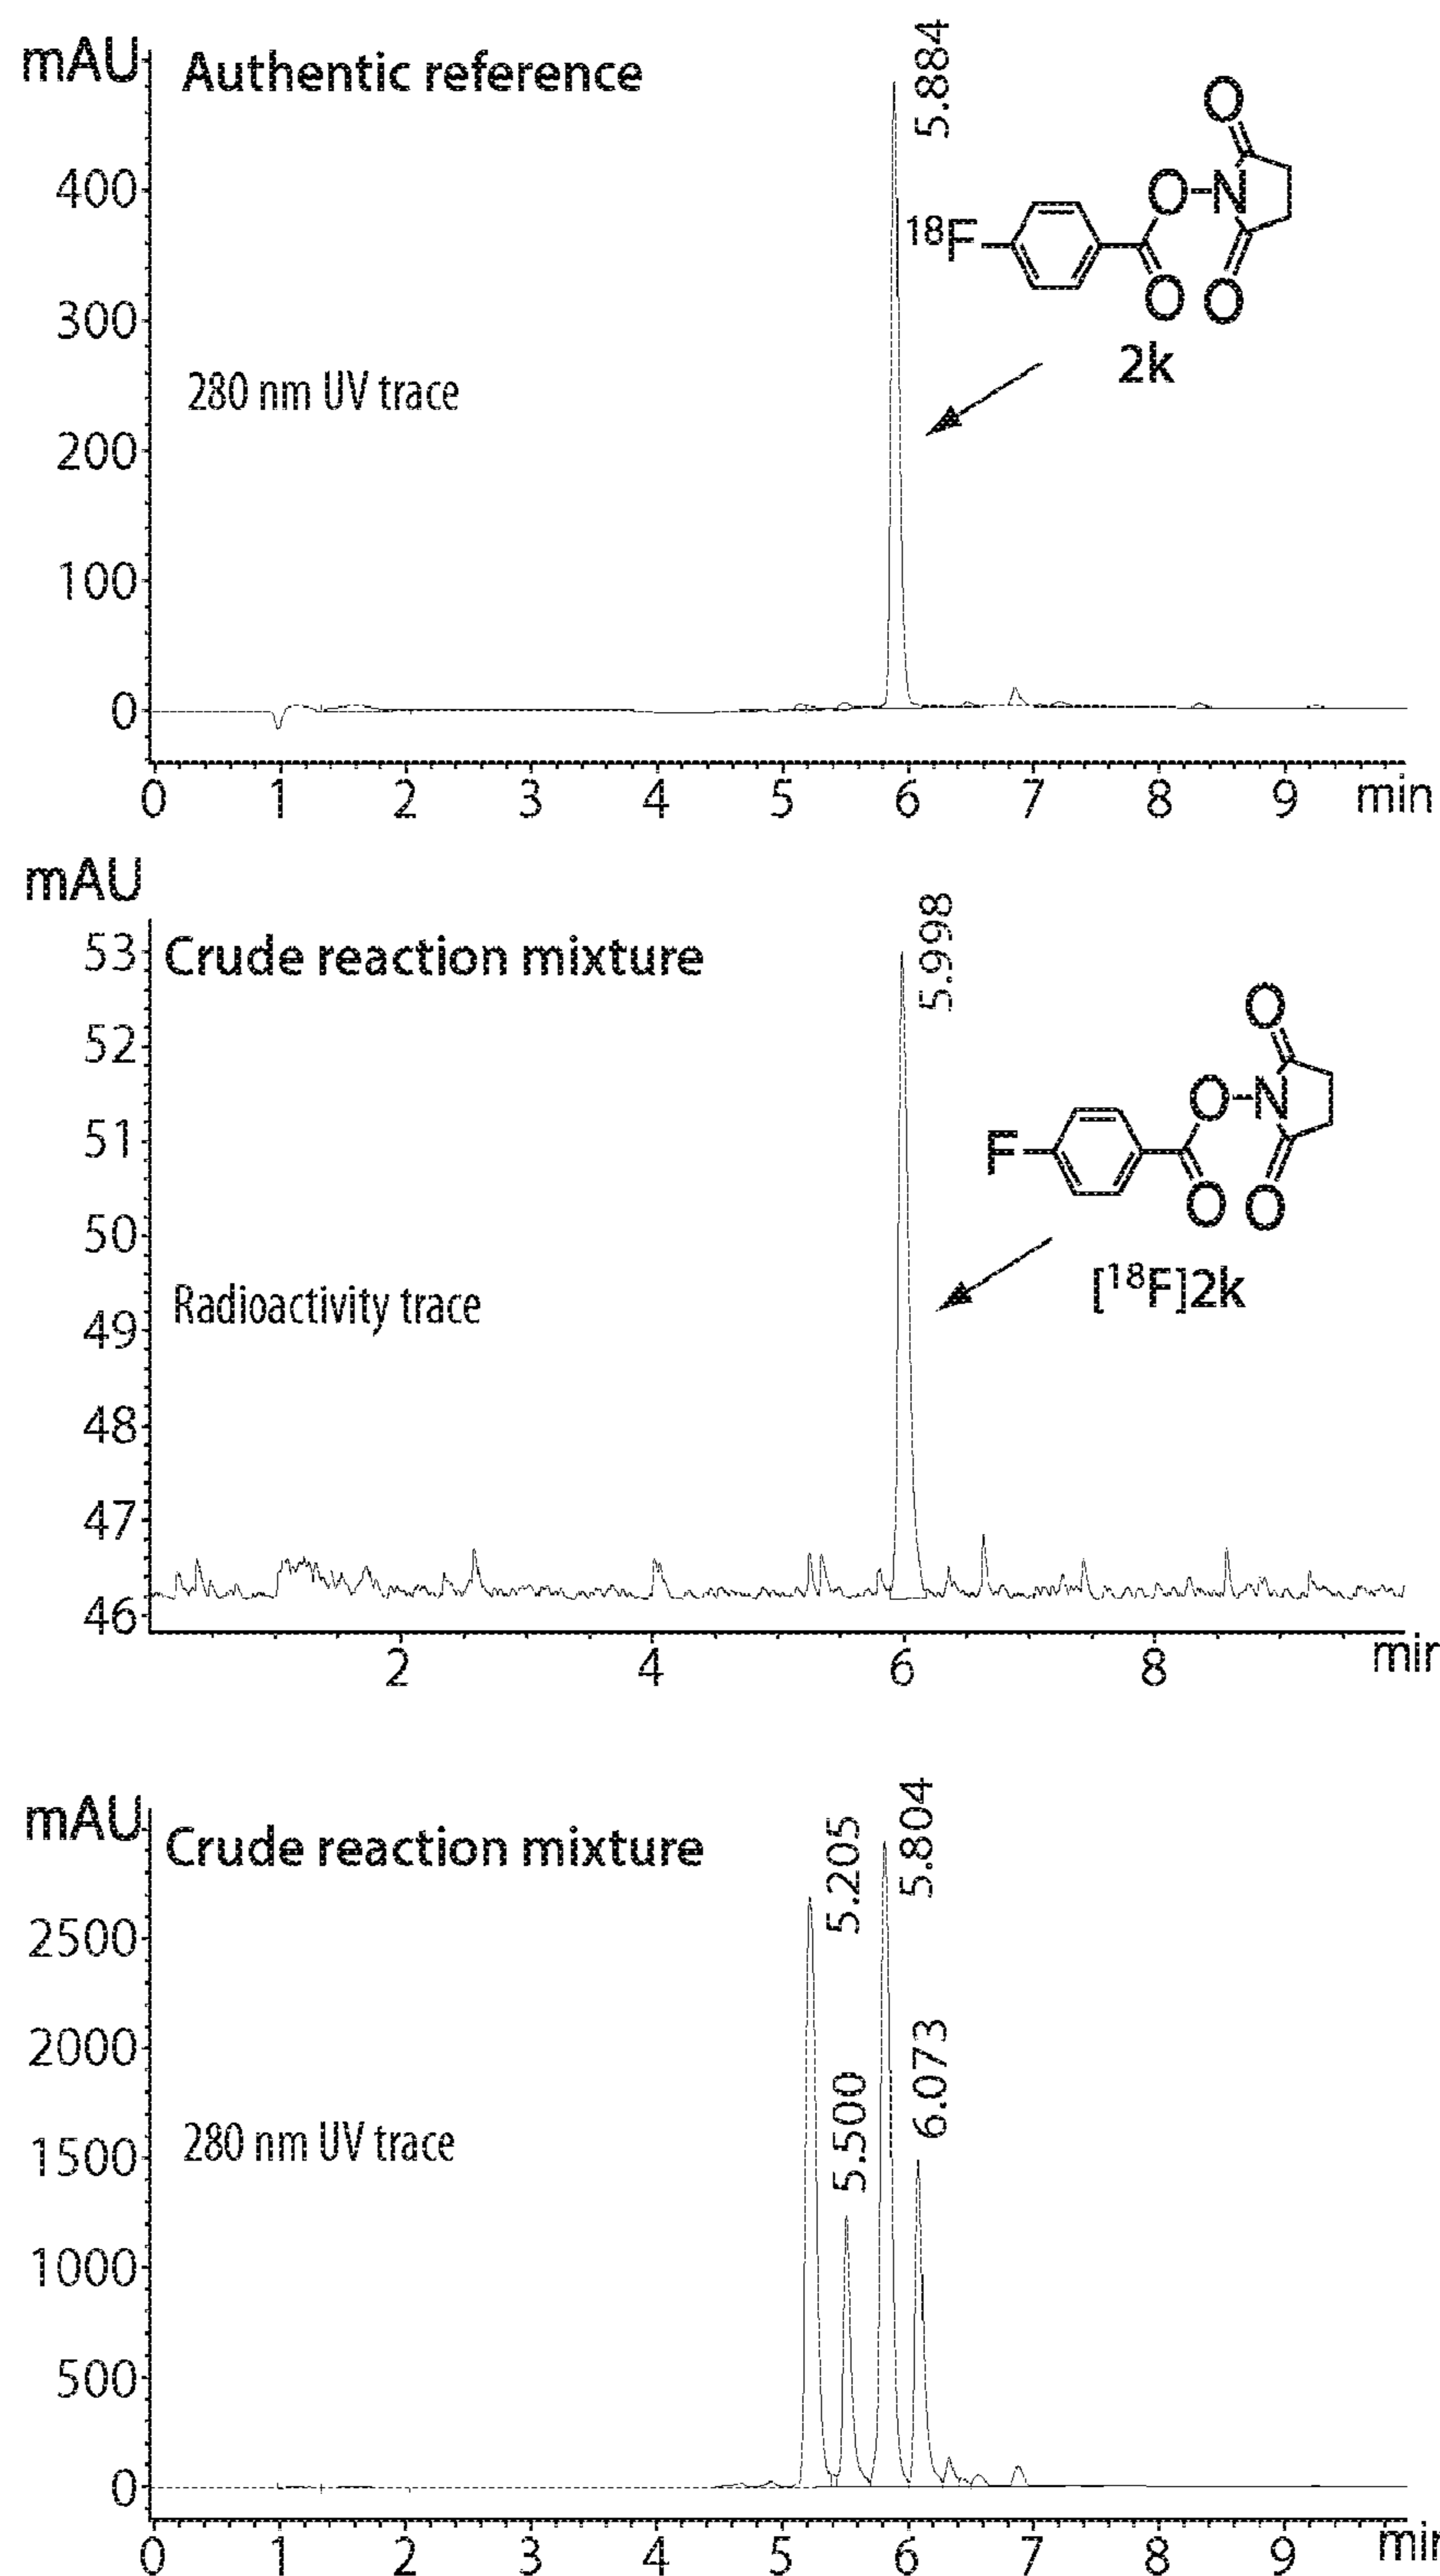 mAU
Authentic reference
5.884
O
O-N
18F
O
O
2k
280 nm UV trace
400
300
200
100
0
0 1 2 3 4 5 6 7 8 9 min
mAU
Crude reaction mixture
5.998
O
O-N
F
O
O
[18F]2k
Radioactivity trace
53
52
51
50
49
48
47
46
2 4 6 8 min
mAU
Crude reaction mixture
5.205
5.804
5.500
6.073
280 nm UV trace
2500
2000
1500
1000
500
0
0 1 2 3 4 5 6 7 8 9 min